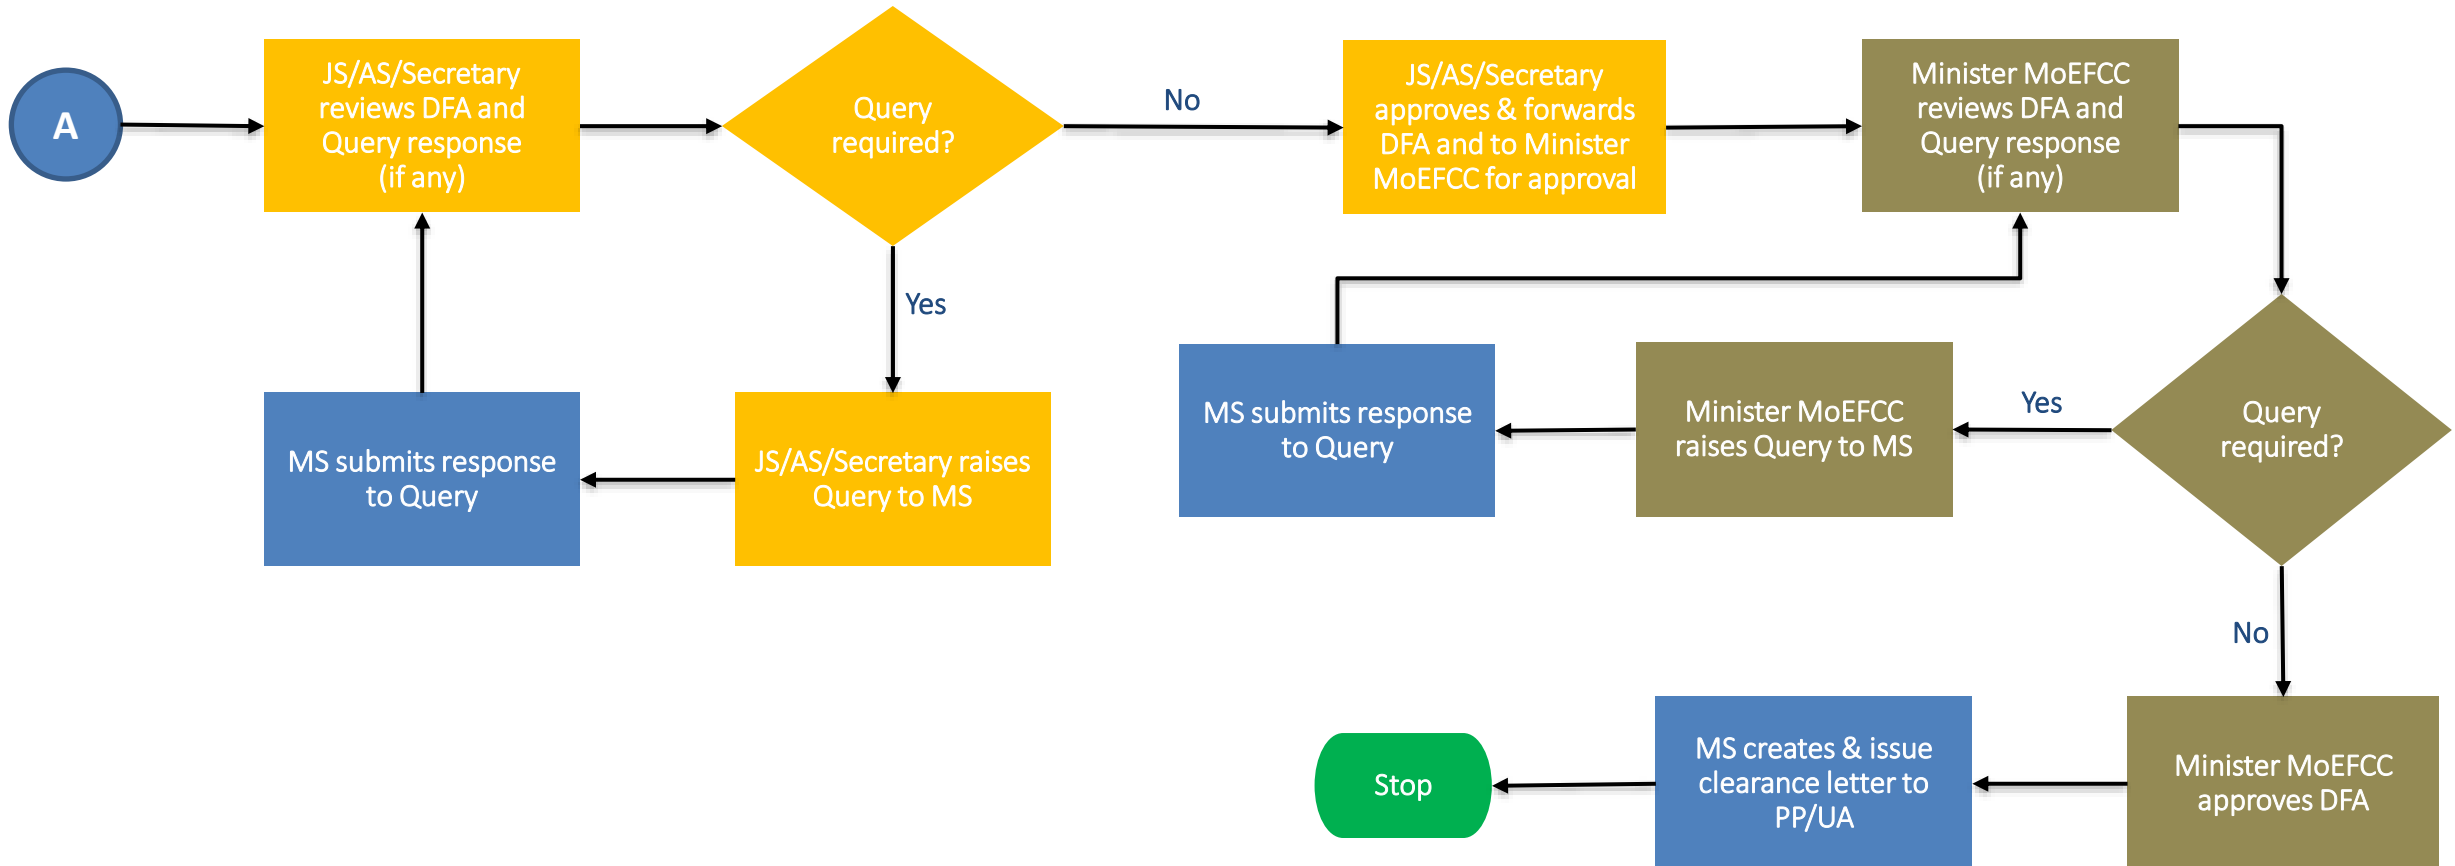 A
JS/AS/Secretary
reviews DFA and
Query response
(if any)
Query
required?
No
JS/AS/Secretary
approves & forwards
DFA and to Minister
MoEFCC for approval
Minister MoEFCC
reviews DFA and
Query response
(if any)
Yes
MS submits response
to Query
JS/AS/Secretary raises
Query to MS
MS submits response
to Query
Minister MoEFCC
raises Query to MS
Yes
Query
required?
No
Stop
MS creates & issue
clearance letter to
PP/UA
Minister MoEFCC
approves DFA